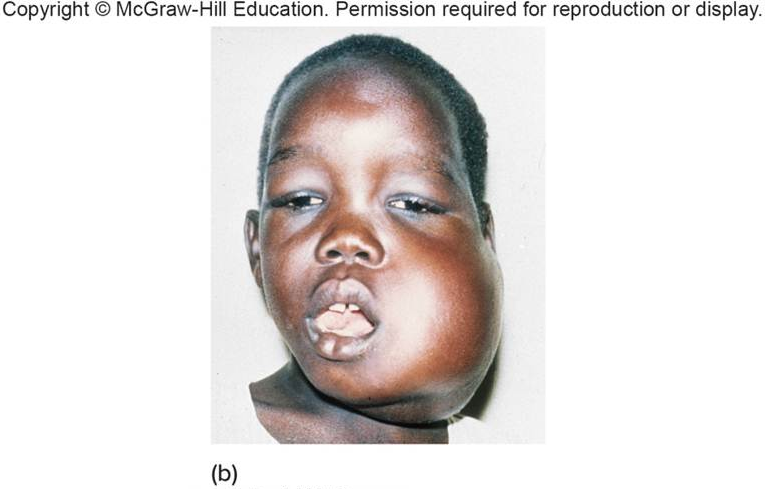 Copyright © McGraw-Hill Education. Permission required for reproduction or display.
(b)